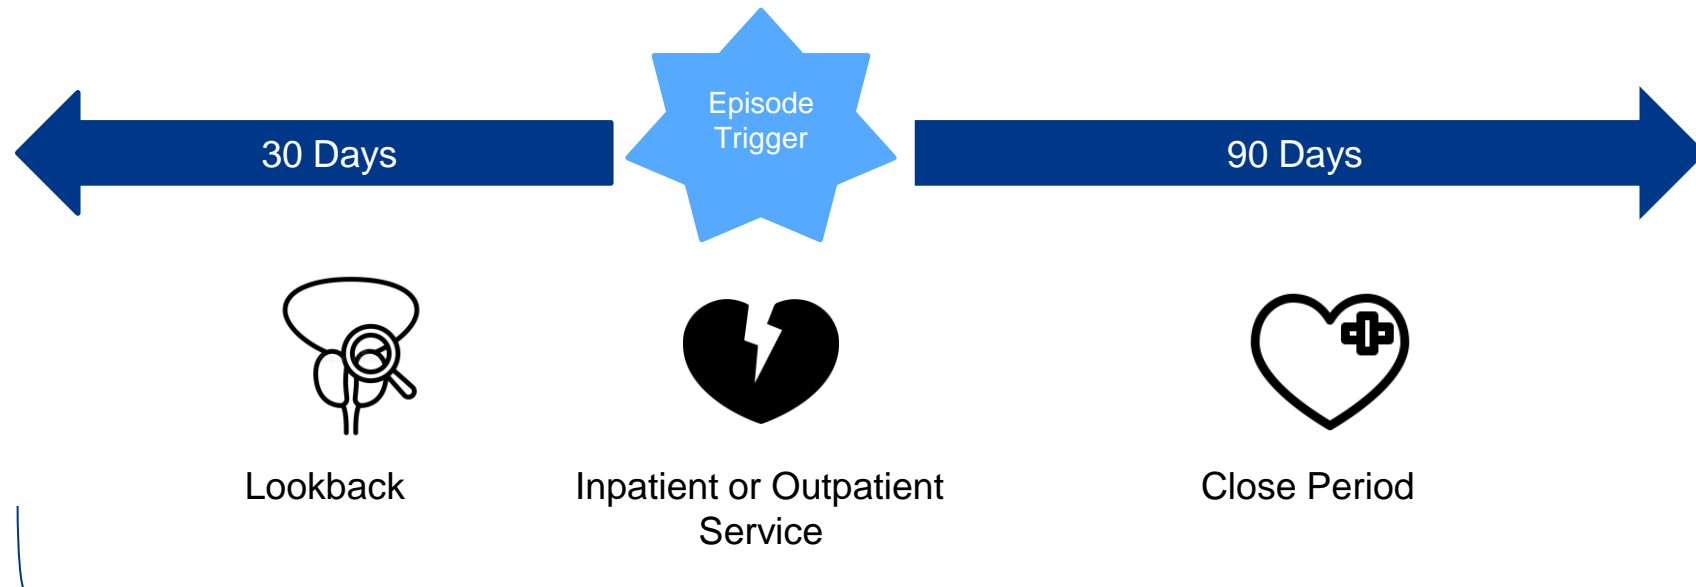 Episode
Trigger
30 Days
90 Days
Lookback
Inpatient or Outpatient
Service
Close Period